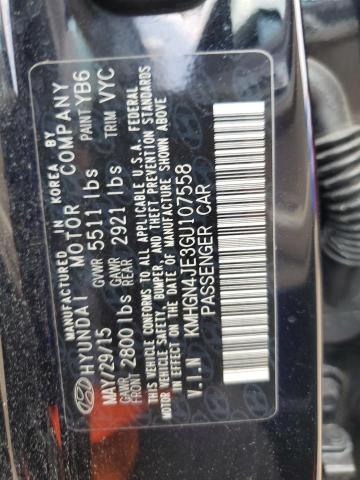 MANUFACTURED IN KOREA BY
HYUNDAI MOTOR COMPANY
MAY/29/15 GVWR 5511 lbs PAINT YB6
GAWR FRONT 2800 lbs GAWR REAR 2921 lbs TRIM VYC
THIS VEHICLE CONFORMS TO ALL APPLICABLE U.S.A. FEDERAL
MOTOR VEHICLE SAFETY, BUMPER, AND THEFT PREVENTION STANDARDS
IN EFFECT ON THE DATE OF MANUFACTURE SHOWN ABOVE
V.I.N KMHGN4JE3GU107558
PASSENGER CAR